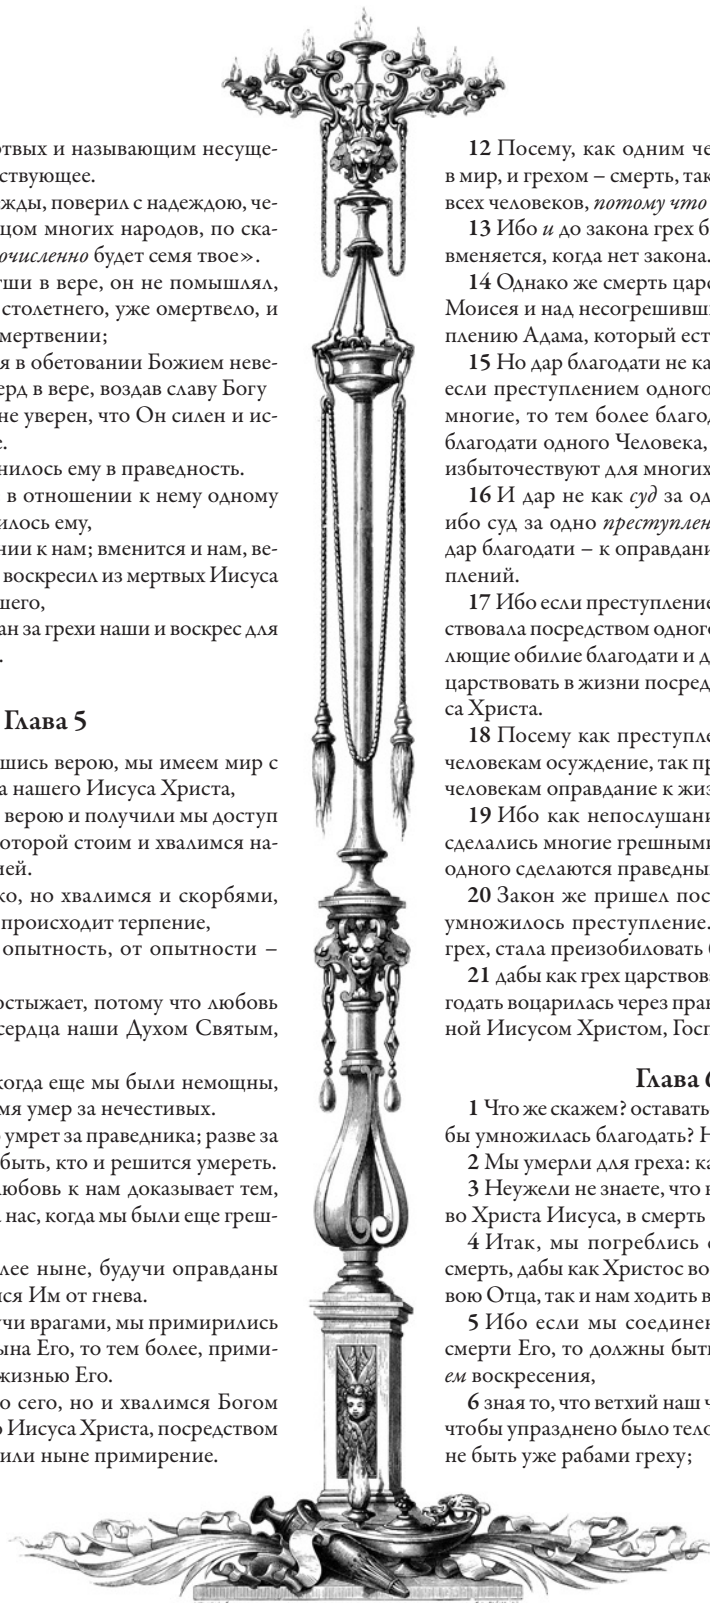 ртвых и называющим несуще-
ствующее.
жды, поверил с надеждою, че-
цом многих народов, по ска-
очисленно будет семя твое».
гши в вере, он не помышлял,
столетнего, уже омертвело, и
мертвении;
я в обетовании Божием неве-
ерд в вере, воздав славу Богу
не уверен, что Он силен и ис-
е.
нилось ему в праведность.
в отношении к нему одному
илось ему,
нии к нам; вменится и нам, ве-
воскресил из мертвых Иисуса
шего,
ан за грехи наши и воскрес для
.
Глава 5
шись верою, мы имеем мир с
а нашего Иисуса Христа,
верою и получили мы доступ
оторой стоим и хвалимся на-
ией.
ко, но хвалимся и скорбями,
происходит терпение,
опытность, от опытности –
остыжает, потому что любовь
сердца наши Духом Святым,
когда еще мы были немощны,
мя умер за нечестивых.
умрет за праведника; разве за
быть, кто и решится умереть.
любовь к нам доказывает тем,
нас, когда мы были еще греш-
лее ныне, будучи оправданы
ся Им от гнева.
учи врагами, мы примирились
ына Его, то тем более, прими-
жизнью Его.
о сего, но и хвалимся Богом
о Иисуса Христа, посредством
или ныне примирение.
12 Посему, как одним че
в мир, и грехом – смерть, так
всех человеков, потому что
13 Ибо и до закона грех б
вменяется, когда нет закона.
14 Однако же смерть царс
Моисея и над несогрешивши
плению Адама, который ест
15 Но дар благодати не ка
если преступлением одного
многие, то тем более благод
благодати одного Человека,
избыточествуют для многих
16 И дар не как суд за од
ибо суд за одно преступлен
дар благодати – к оправдани
плений.
17 Ибо если преступление
ствовала посредством одного
лющие обилие благодати и д
царствовать в жизни посред
са Христа.
18 Посему как преступле
человекам осуждение, так пр
человекам оправдание к жиз
19 Ибо как непослушани
сделались многие грешными
одного сделаются праведны
20 Закон же пришел пос
умножилось преступление.
грех, стала преизобиловать
21 дабы как грех царствов
годать воцарилась через прав
ной Иисусом Христом, Госп
Глава 6
1 Что же скажем? оставать
бы умножилась благодать? Н
2 Мы умерли для греха: ка
3 Неужели не знаете, что
во Христа Иисуса, в смерть
4 Итак, мы погреблись с
смерть, дабы как Христос во
вою Отца, так и нам ходить в
5 Ибо если мы соединен
смерти Его, то должны быт
ем воскресения,
6 зная то, что ветхий наш ч
чтобы упразднено было тело
не быть уже рабами греху;